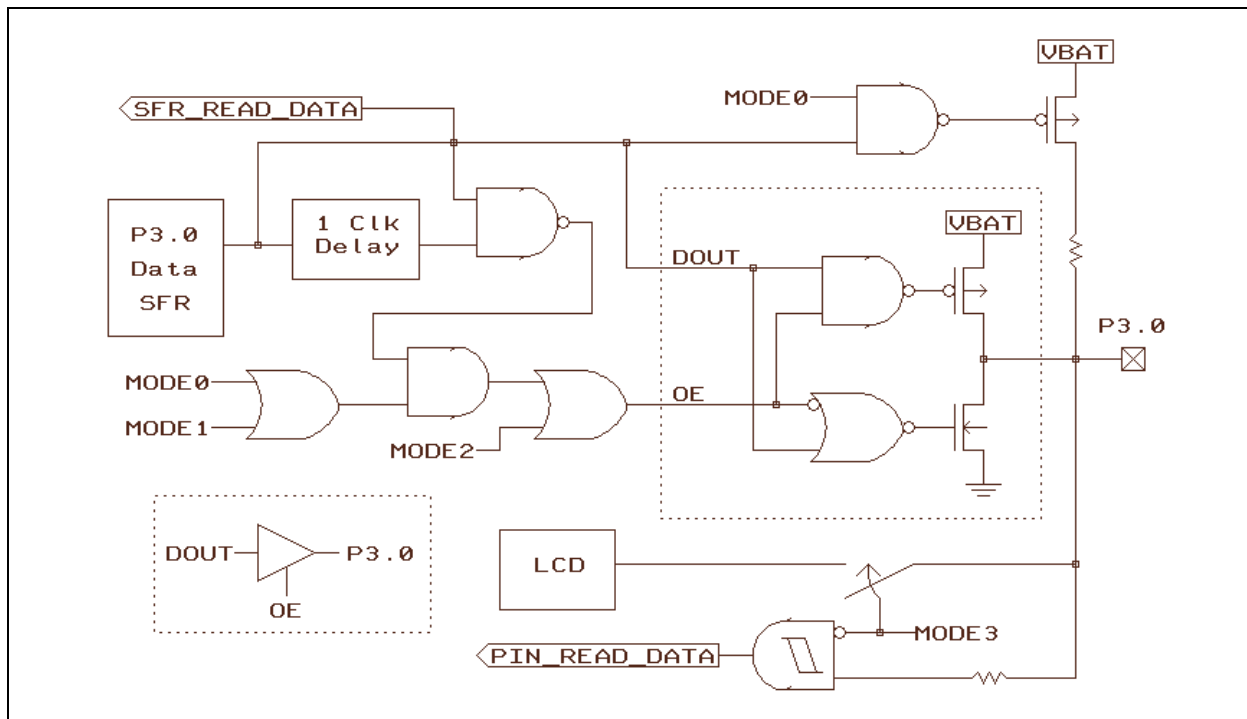 VBAT
SFR_READ_DATA
MODE0
P3.0
Data
SFR
1 Clk
Delay
VBAT
DOUT
P3.0
MODE0
MODE1
MODE2
OE
DOUT
P3.0
OE
LCD
MODE3
PIN_READ_DATA